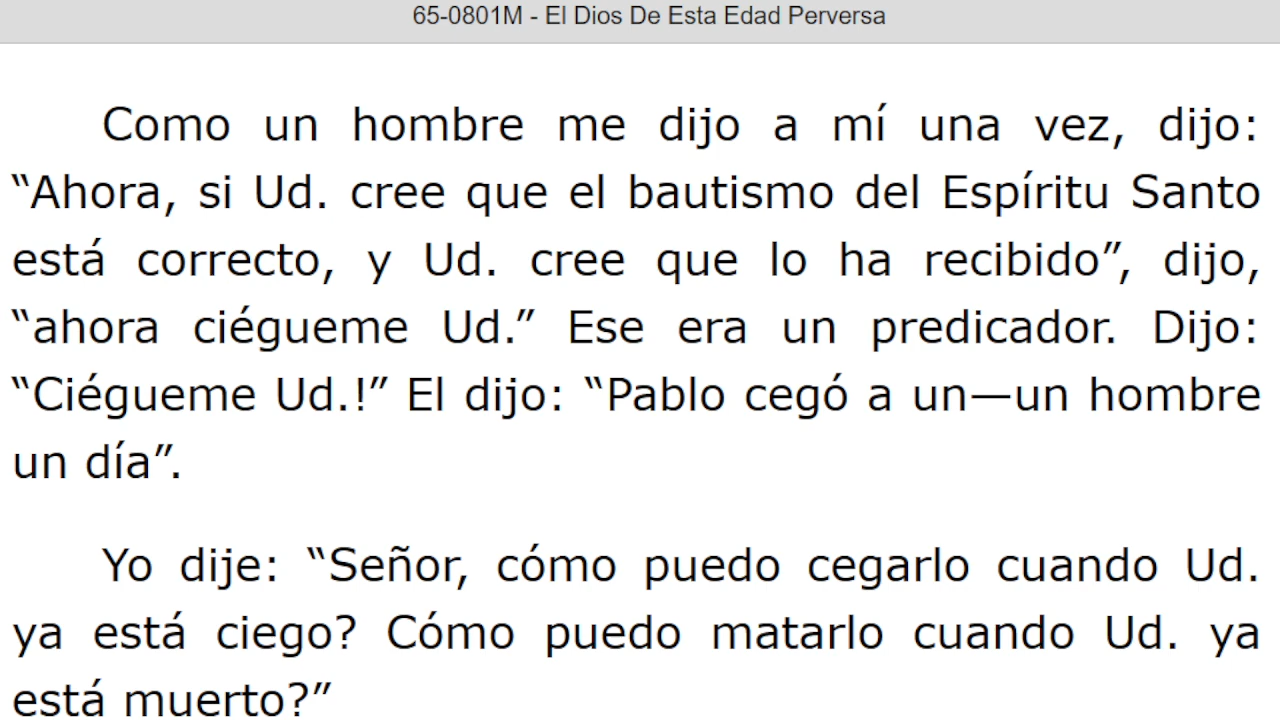 65-0801M - El Dios De Esta Edad Perversa
Como un hombre me dijo a mí una vez, dijo:
“Ahora, si Ud. cree que el bautismo del Espíritu Santo
está correcto, y Ud. cree que lo ha recibido”, dijo,
“ahora ciégueme Ud.” Ese era un predicador. Dijo:
“Ciégueme Ud.!” El dijo: “Pablo cegó a un—un hombre
un día”.
Yo dije: “Señor, cómo puedo cegarlo cuando Ud.
ya está ciego? Cómo puedo matarlo cuando Ud. ya
está muerto?”